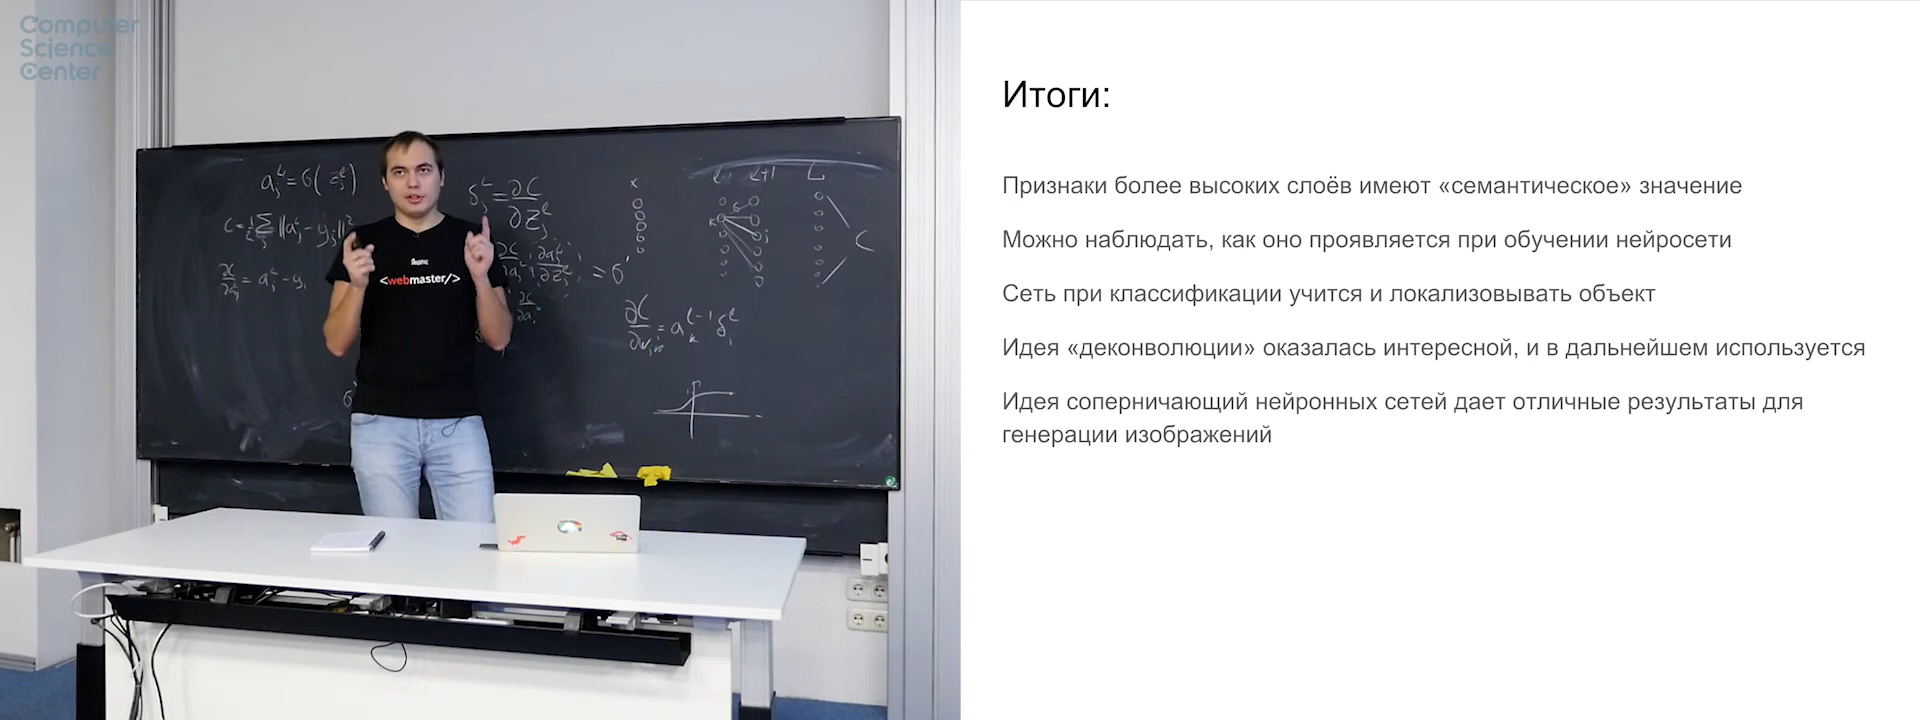 Computer
Science
Center
Яндекс
<webmaster/>
x
L
C
Итоги:
Признаки более высоких слоёв имеют «семантическое» значение
Можно наблюдать, как оно проявляется при обучении нейросети
Сеть при классификации учится и локализовывать объект
Идея «деконволюции» оказалась интересной, и в дальнейшем используется
Идея соперничающий нейронных сетей дает отличные результаты для
генерации изображений